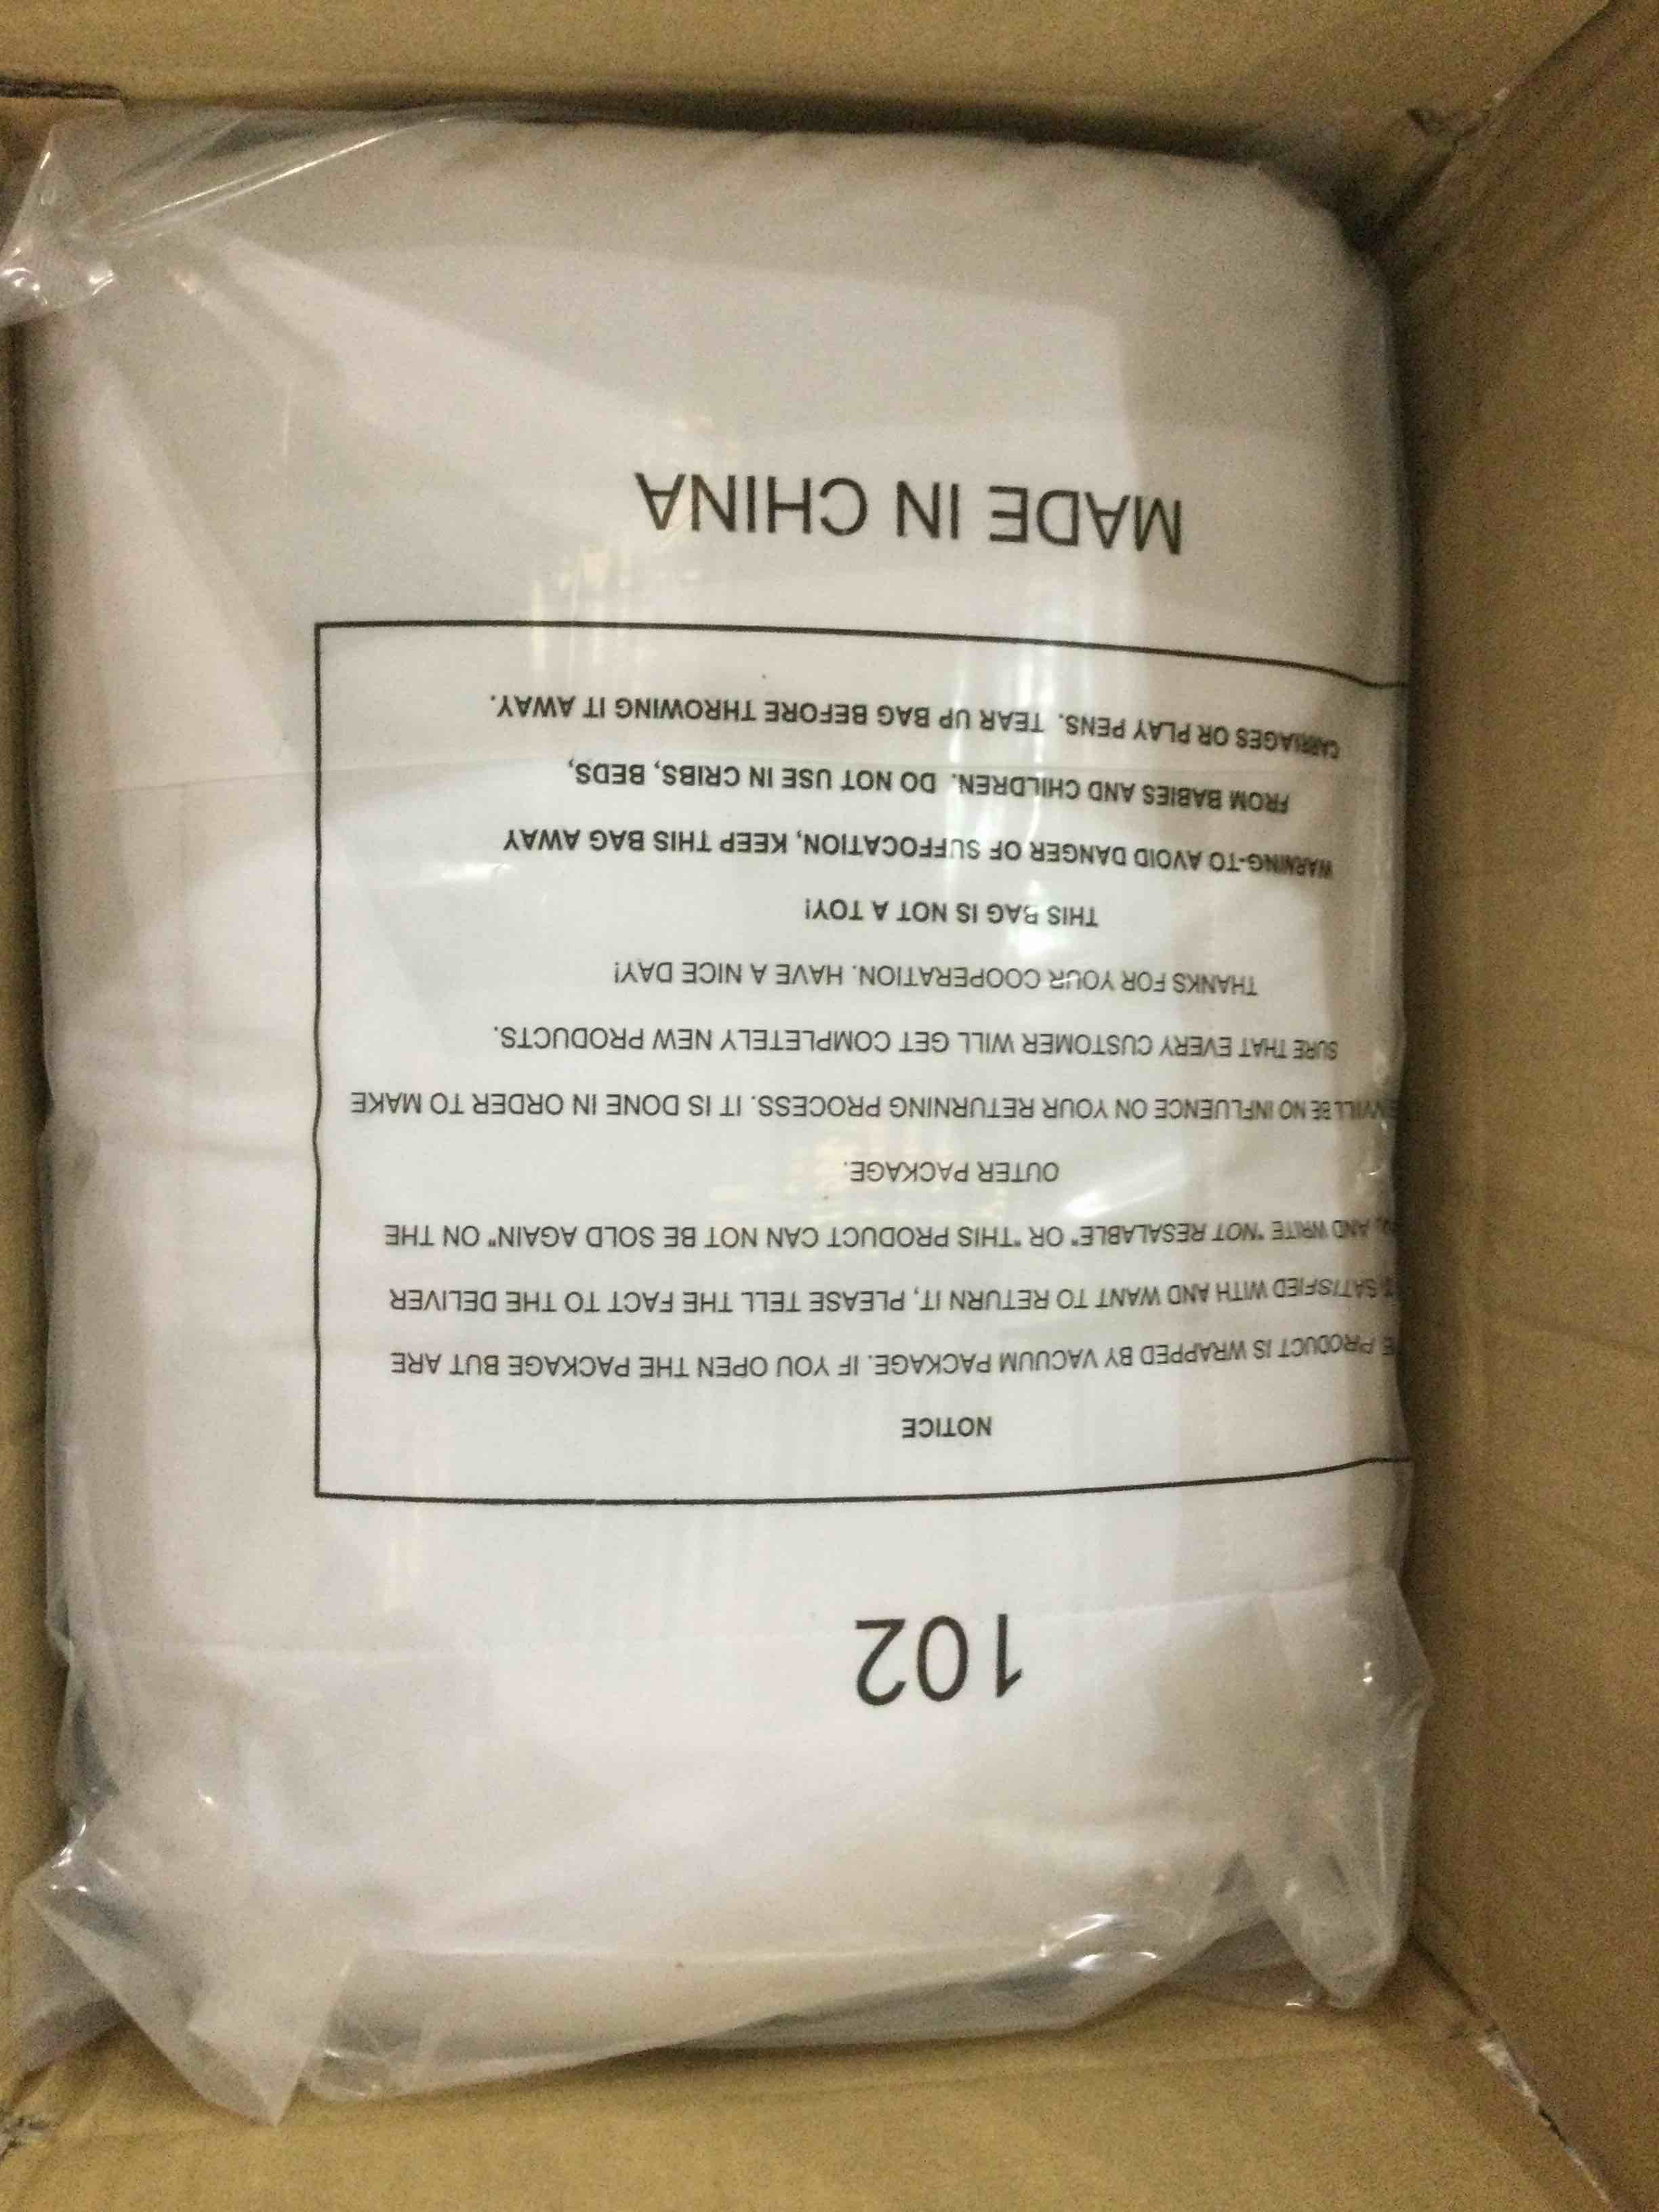 102
NOTICE
PRODUCT IS WRAPPED BY VACUUM PACKAGE. IF YOU OPEN THE PACKAGE BUT ARE
SATISFIED WITH AND WANT TO RETURN IT, PLEASE TELL THE FACT TO THE DELIVER
AND WRITE "NOT RESALABLE" OR "THIS PRODUCT CAN NOT BE SOLD AGAIN" ON THE
OUTER PACKAGE.
WILL BE NO INFLUENCE ON YOUR RETURNING PROCESS. IT IS DONE IN ORDER TO MAKE
SURE THAT EVERY CUSTOMER WILL GET COMPLETELY NEW PRODUCTS.
THANKS FOR YOUR COOPERATION. HAVE A NICE DAY!
THIS BAG IS NOT A TOY!
WARNING-TO AVOID DANGER OF SUFFOCATION, KEEP THIS BAG AWAY
FROM BABIES AND CHILDREN. DO NOT USE IN CRIBS, BEDS,
CARRIAGES OR PLAY PENS. TEAR UP BAG BEFORE THROWING IT AWAY.
MADE IN CHINA